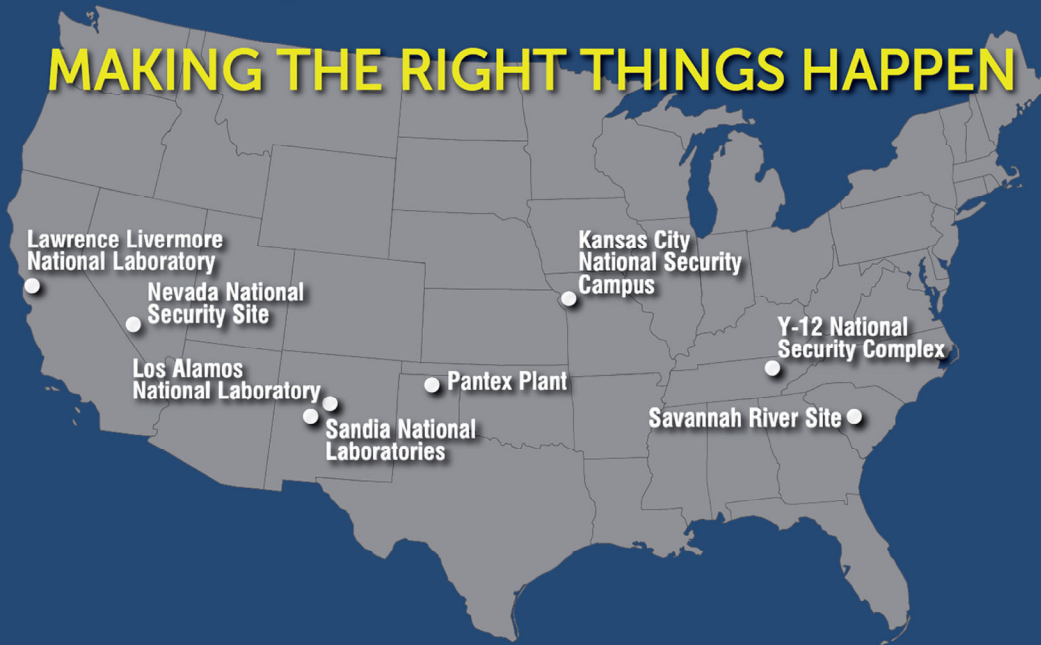 MAKING THE RIGHT THINGS HAPPEN
Lawrence Livermore
National Laboratory
Nevada National
Security Site
Los Alamos
National Laboratory
Sandia National
Laboratories
Pantex Plant
Kansas City
National Security
Campus
Y-12 National
Security Complex
Savannah River Site